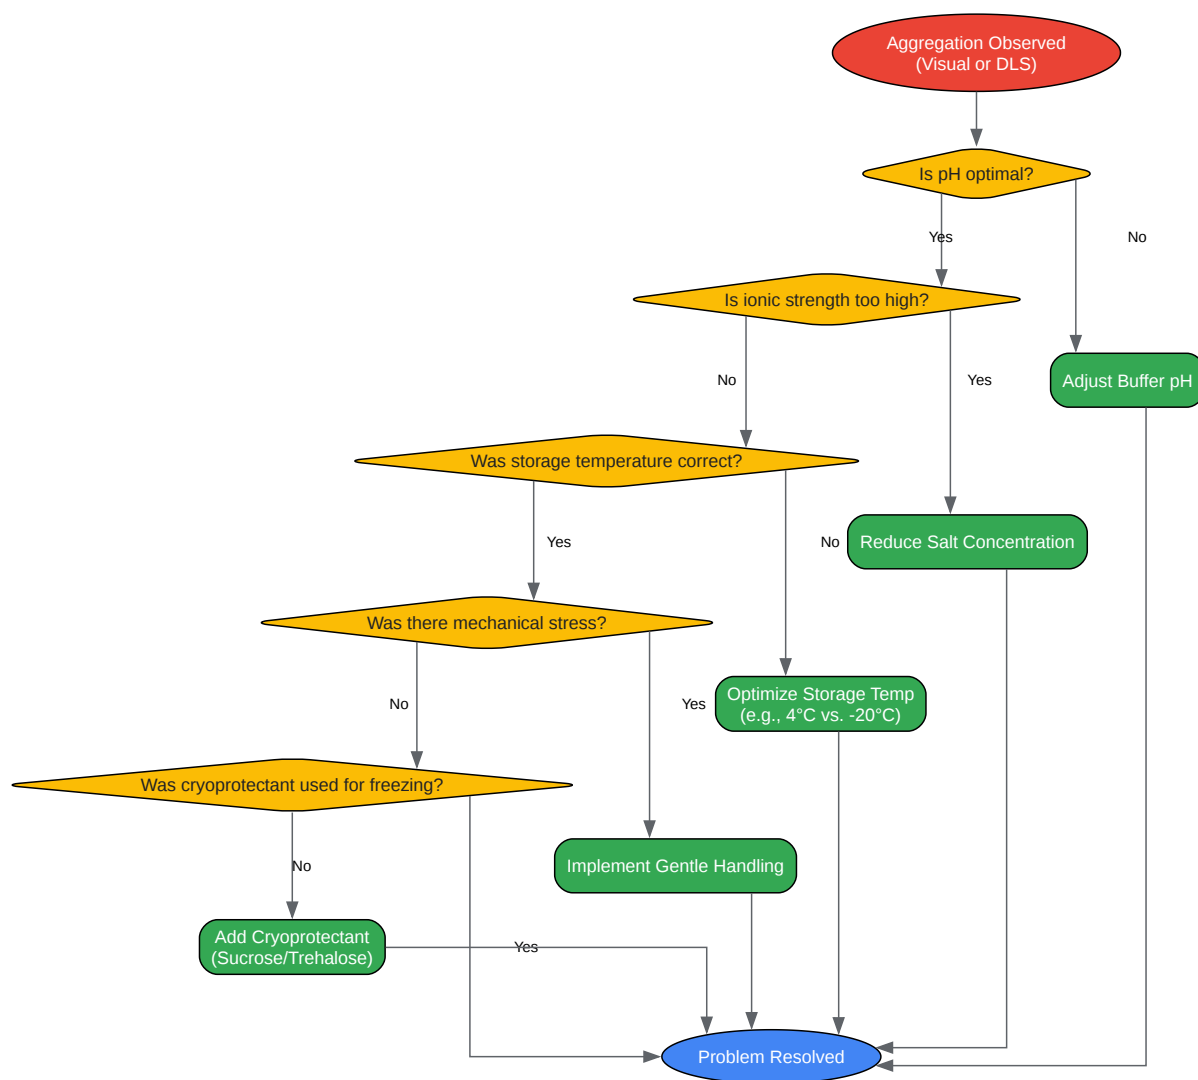 Aggregation Observed
(Visual or DLS)
Is pH optimal?
Yes
No
Is ionic strength too high?
No
Yes
Adjust Buffer pH
Was storage temperature correct?
Yes
No
Reduce Salt Concentration
Was there mechanical stress?
No
Yes
Optimize Storage Temp
(e.g., 4°C vs. -20°C)
Was cryoprotectant used for freezing?
No
Implement Gentle Handling
Add Cryoprotectant
(Sucrose/Trehalose)
Yes
Problem Resolved